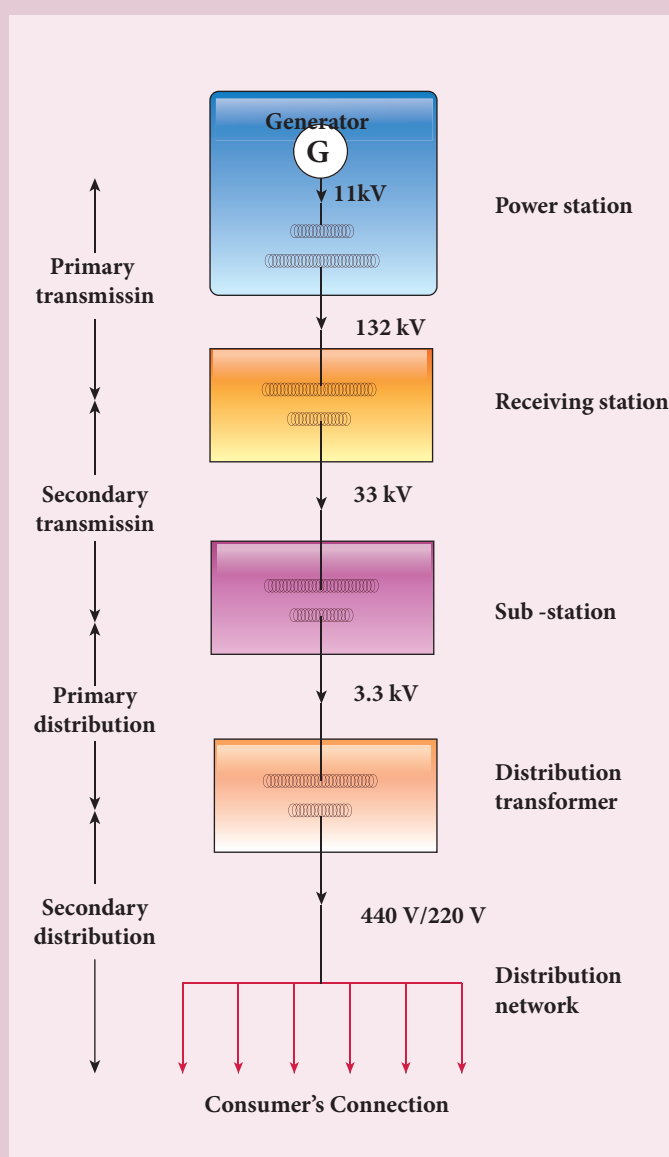 Generator
G
11kV
Power station
Primary
transmissin
132 kV
Receiving station
Secondary
transmissin
33 kV
Sub -station
Primary
distribution
3.3 kV
Distribution
transformer
Secondary
distribution
440 V/220 V
Distribution
network
Consumer’s Connection